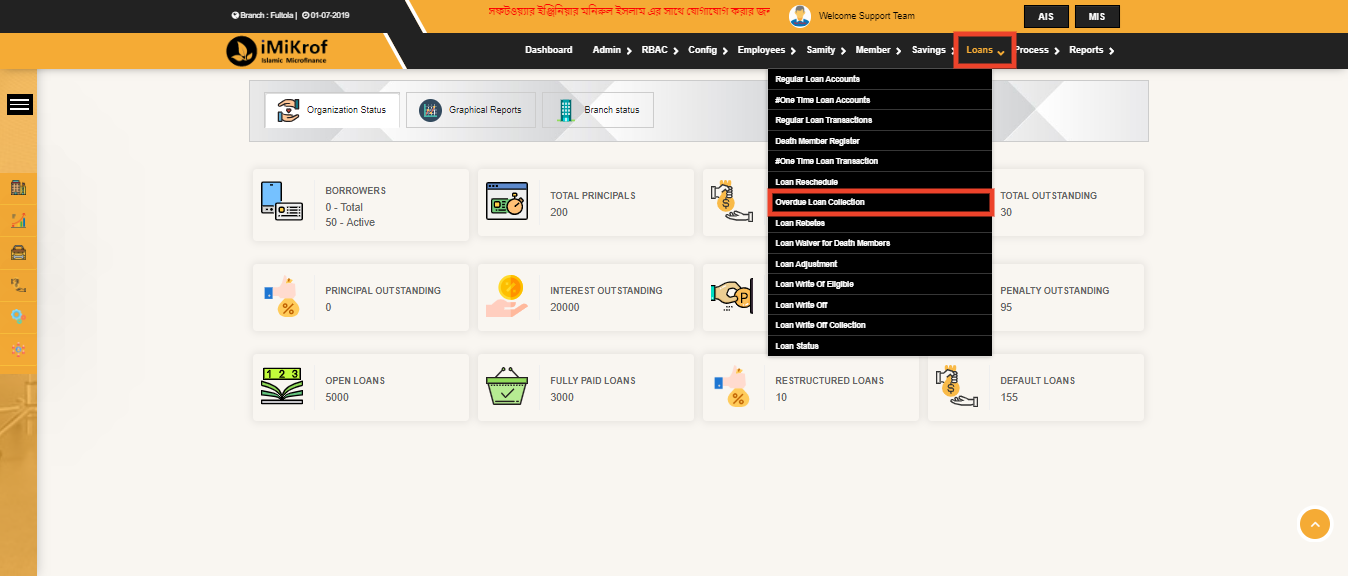 Branch : Fultola | 01-07-2019
সফটওয়্যার ইঞ্জিনিয়ার মনিরুল ইসলাম এর সাথে যোগাযোগ করার জন
Welcome Support Team
AIS
MIS
iMiKrof
Islamic Microfinance
Dashboard
Admin
RBAC
Config
Employees
Samity
Member
Savings
Loans
Process
Reports
Organization Status
Graphical Reports
Branch status
Regular Loan Accounts
#One Time Loan Accounts
Regular Loan Transactions
Death Member Register
#One Time Loan Transaction
Loan Reschedule
Overdue Loan Collection
Loan Rebates
Loan Waiver for Death Members
Loan Adjustment
Loan Write Of Eligible
Loan Write Off
Loan Write Off Collection
Loan Status
BORROWERS
0 - Total
50 - Active
TOTAL PRINCIPALS
200
TOTAL OUTSTANDING
30
PRINCIPAL OUTSTANDING
0
INTEREST OUTSTANDING
20000
PENALTY OUTSTANDING
95
1 2 3
OPEN LOANS
5000
FULLY PAID LOANS
3000
RESTRUCTURED LOANS
10
DEFAULT LOANS
155